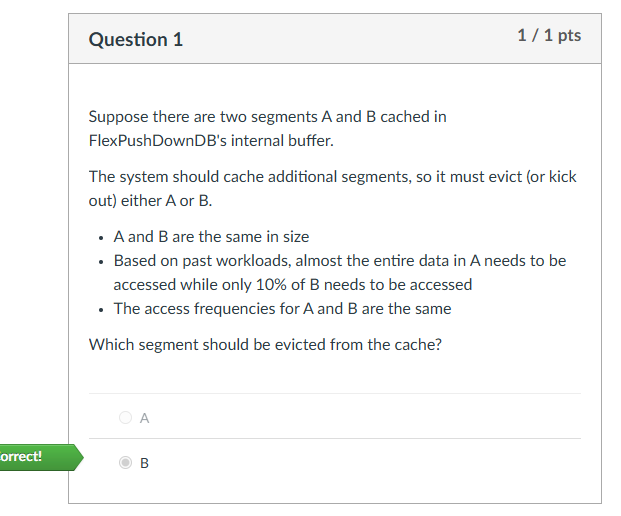 Question 1
1 / 1 pts
Suppose there are two segments A and B cached in
FlexPushDownDB's internal buffer.
The system should cache additional segments, so it must evict (or kick
out) either A or B.
• A and B are the same in size
• Based on past workloads, almost the entire data in A needs to be
accessed while only 10% of B needs to be accessed
• The access frequencies for A and B are the same
Which segment should be evicted from the cache?
A
orrect!
B